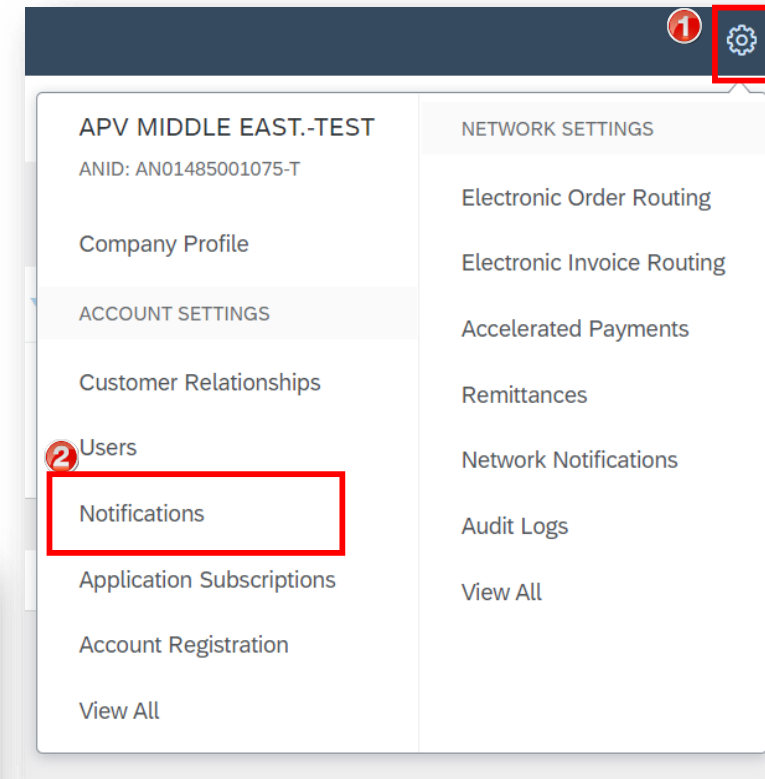 1
APV MIDDLE EAST.-TEST
ANID: AN01485001075-T
Company Profile
ACCOUNT SETTINGS
Customer Relationships
2
Users
Notifications
Application Subscriptions
Account Registration
View All
NETWORK SETTINGS
Electronic Order Routing
Electronic Invoice Routing
Accelerated Payments
Remittances
Network Notifications
Audit Logs
View All